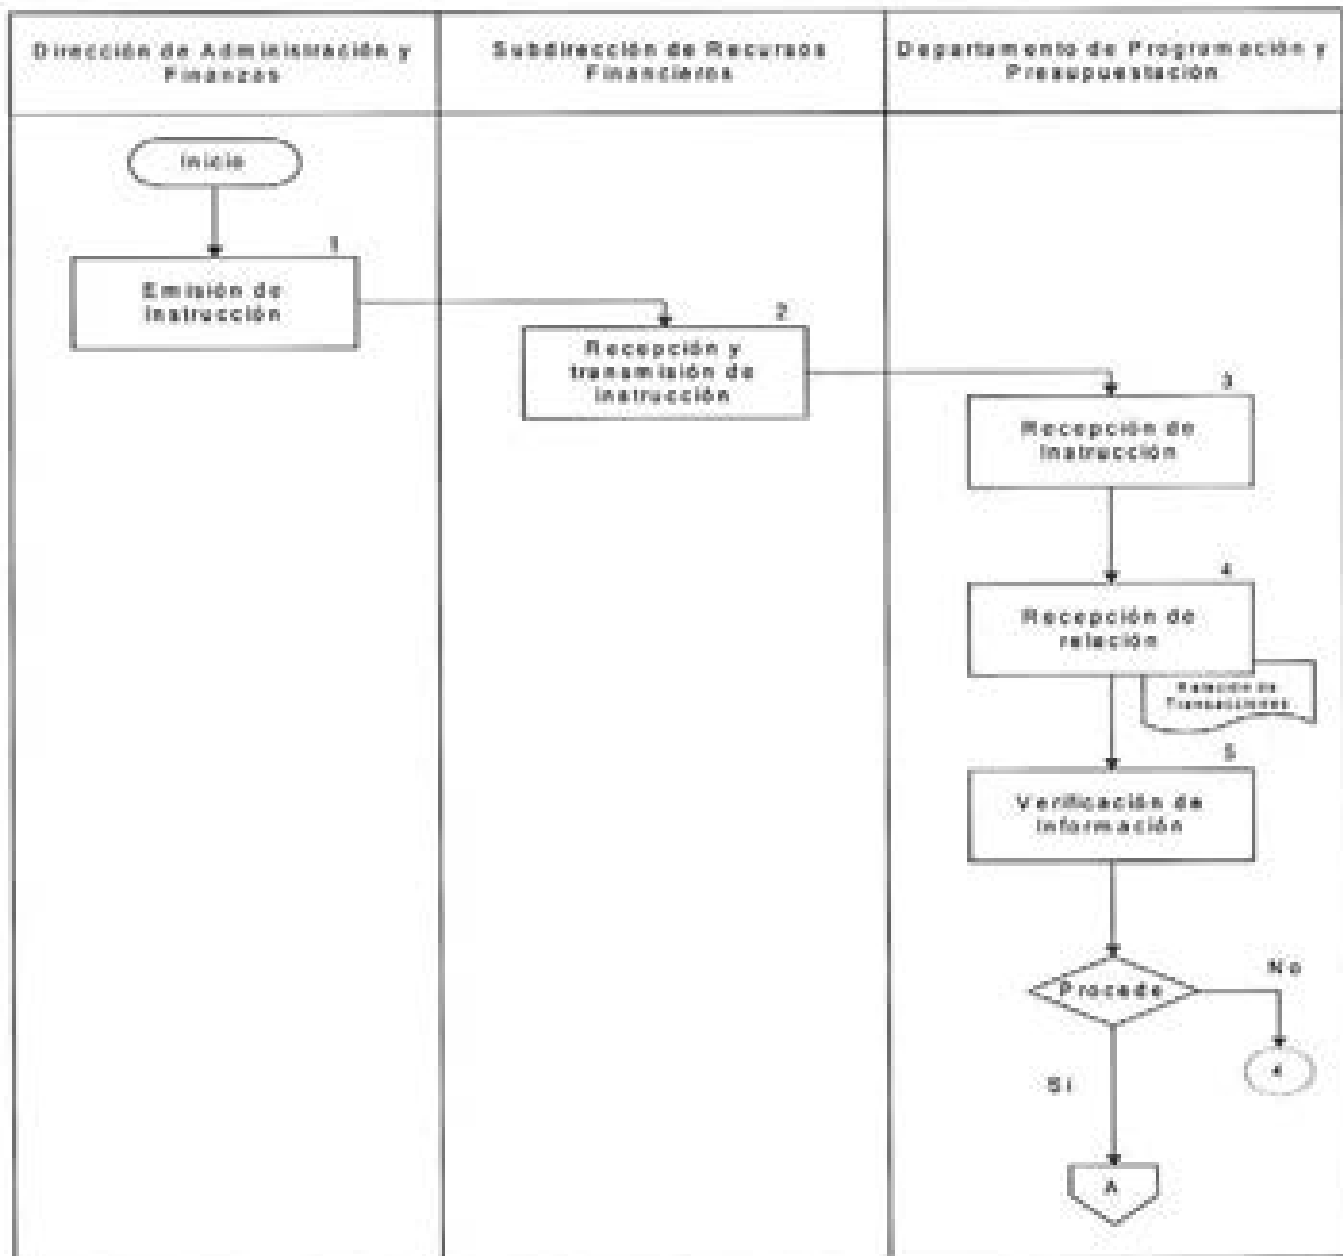 Dirección de Administración y
Finanzas
Subdirección de Recursos
Financieros
Departamento de Programación y
Presupuestación
Inicio
1
Emisión de
Instrucción
2
Recepción y
transmisión de
Instrucción
3
Recepción de
Instrucción
4
Recepción de
relación
Relación de
Transacciones
5
Verificación de
Información
Procede
No
4
Si
A